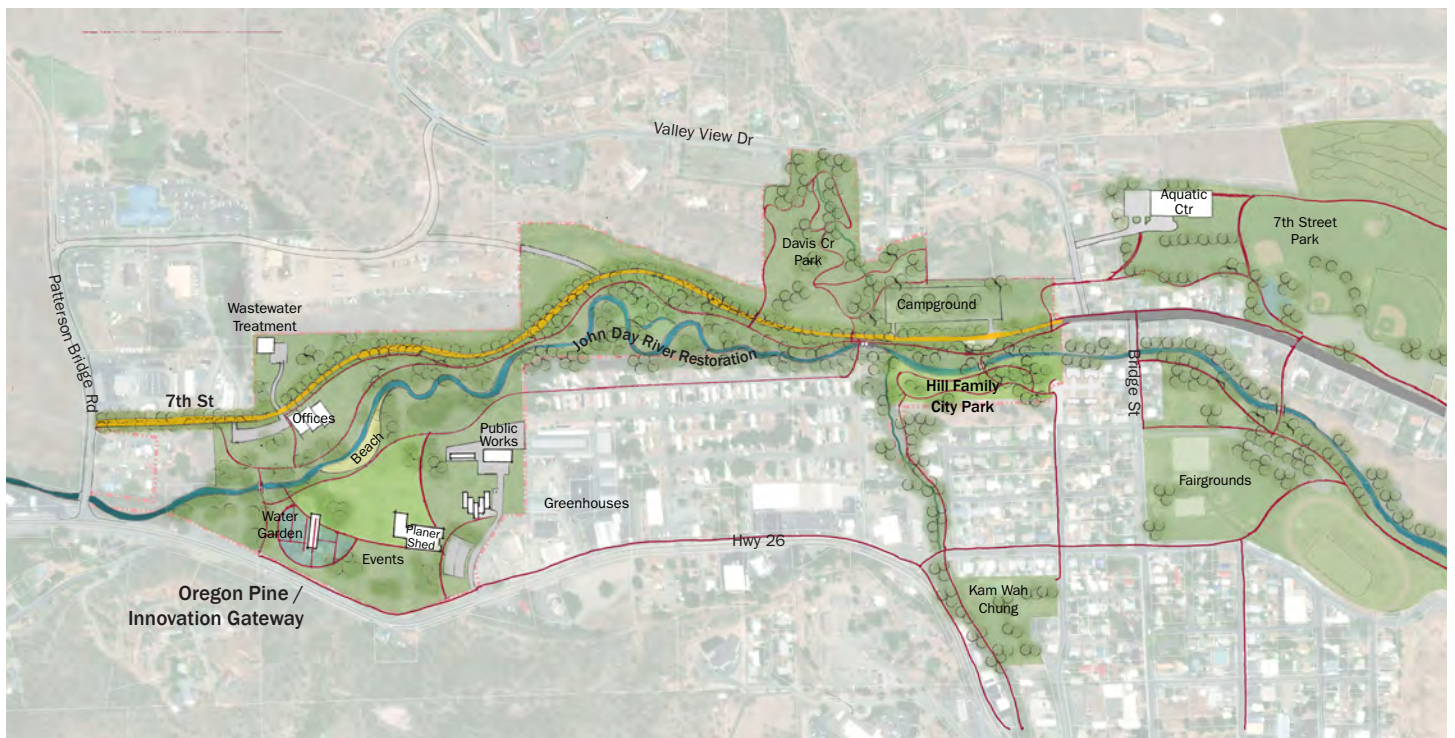 Valley View Dr
Aquatic
Ctr
7th Street
Park
Davis Cr
Park
Patterson Bridge Rd
Wastewater
Treatment
Campground
John Day River Restoration
Bridge St
7th St
Hill Family
City Park
Offices
Beach
Public
Works
Fairgrounds
Greenhouses
Water
Garden
Planer
Shed
Hwy 26
Events
Oregon Pine /
Innovation Gateway
Kam Wah
Chung